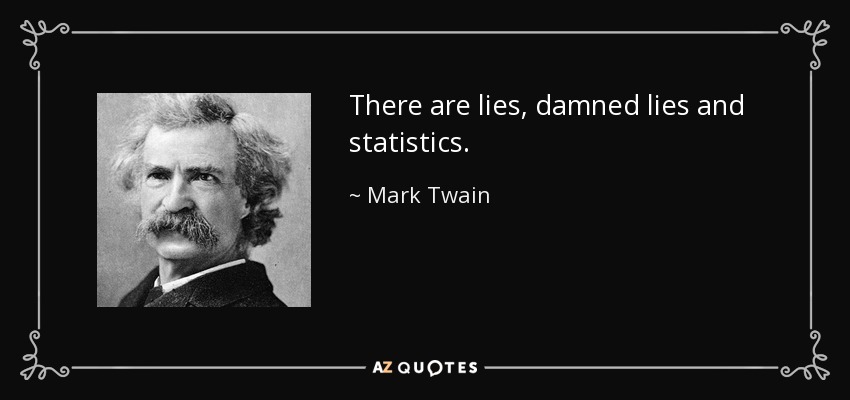 There are lies, damned lies and
statistics.
~ Mark Twain
AZ QUOTES